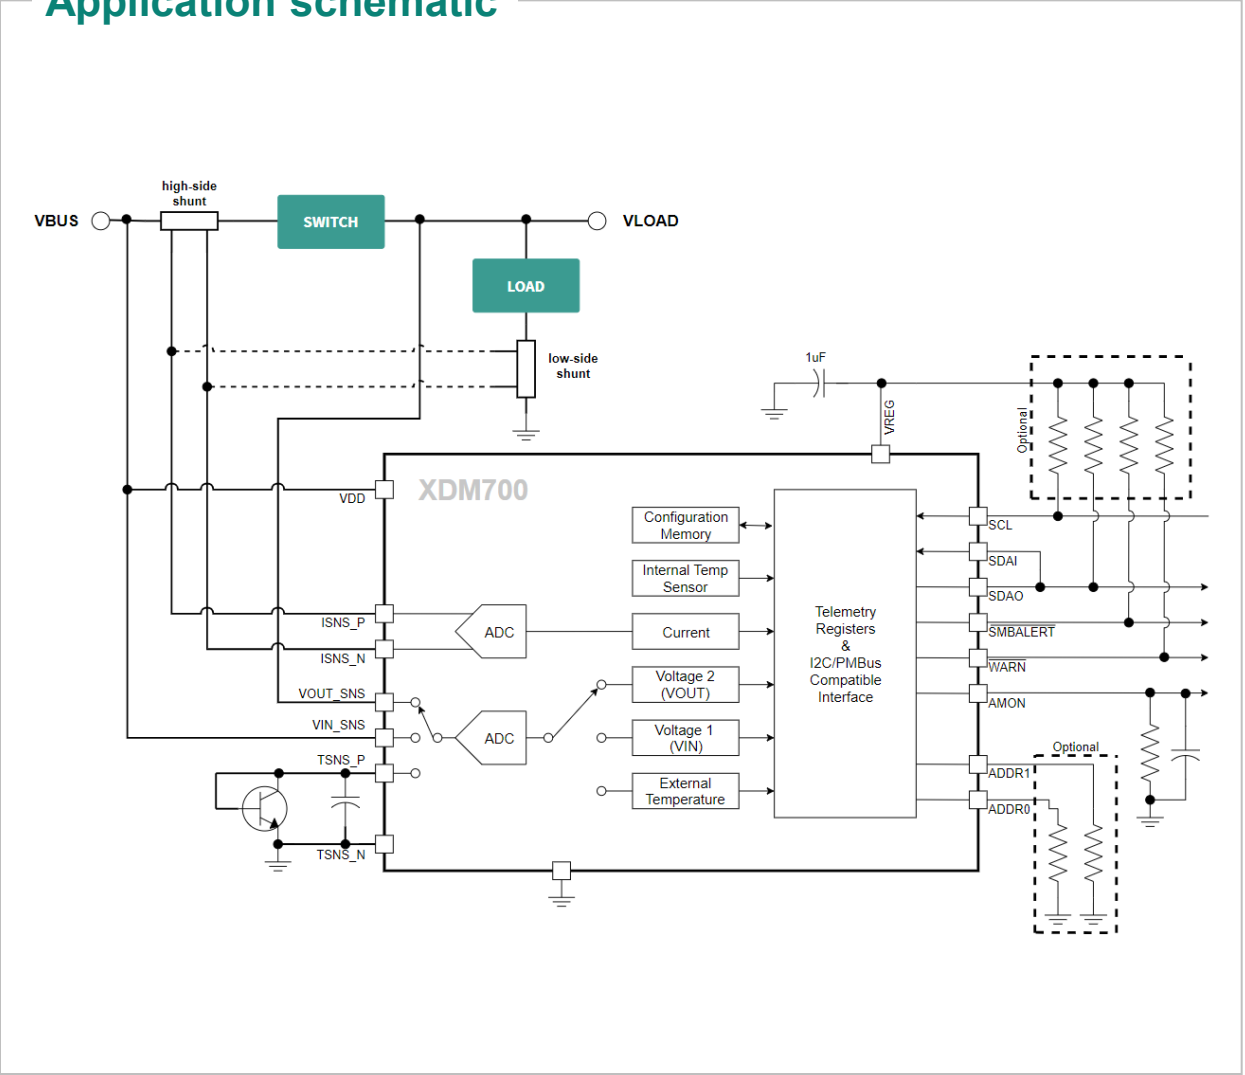 Application schematic
high-side
shunt
VBUS
SWITCH
VLOAD
LOAD
low-side
shunt
1uF
VREG
Optional
XDM700
VDD
Configuration
Memory
SCL
Internal Temp
Sensor
SDAI
SDAO
ISNS_P
ADC
Current
Telemetry
Registers
&
I2C/PMBus
Compatible
Interface
SMBALERT
ISNS_N
WARN
VOUT_SNS
Voltage 2
(VOUT)
AMON
VIN_SNS
ADC
Voltage 1
(VIN)
Optional
TSNS_P
ADDR1
External
Temperature
ADDR0
TSNS_N